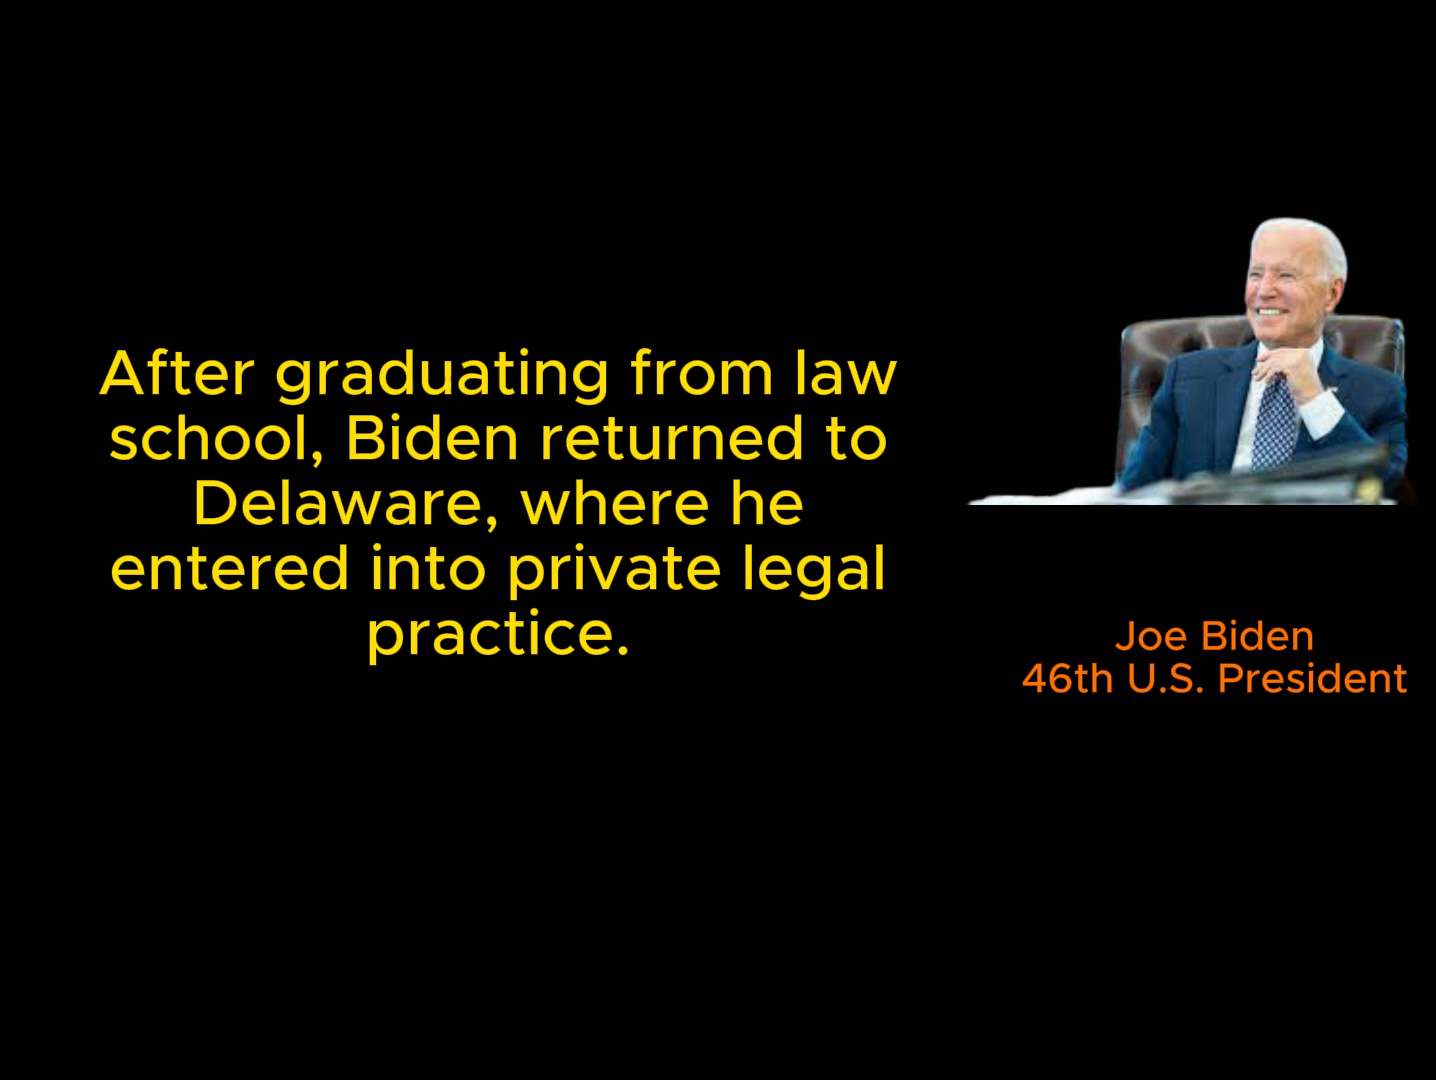 After graduating from law
school, Biden returned to
Delaware, where he
entered into private legal
practice.
Joe Biden
46th U.S. President